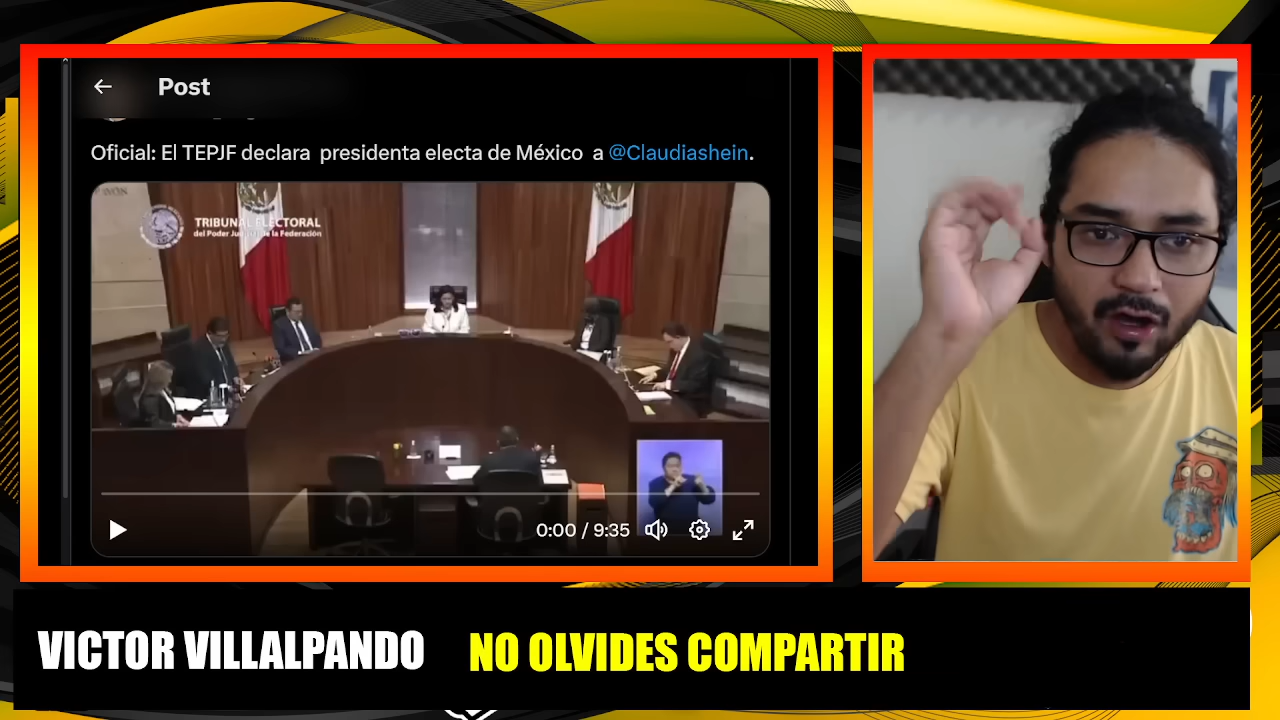 Post
Oficial: El TEPJF declara presidenta electa de México a @Claudiashein.
TRIBUNAL ELECTORAL
del Poder Judicial de la Federación
0:00 / 9:35
VICTOR VILLALPANDO
NO OLVIDES COMPARTIR